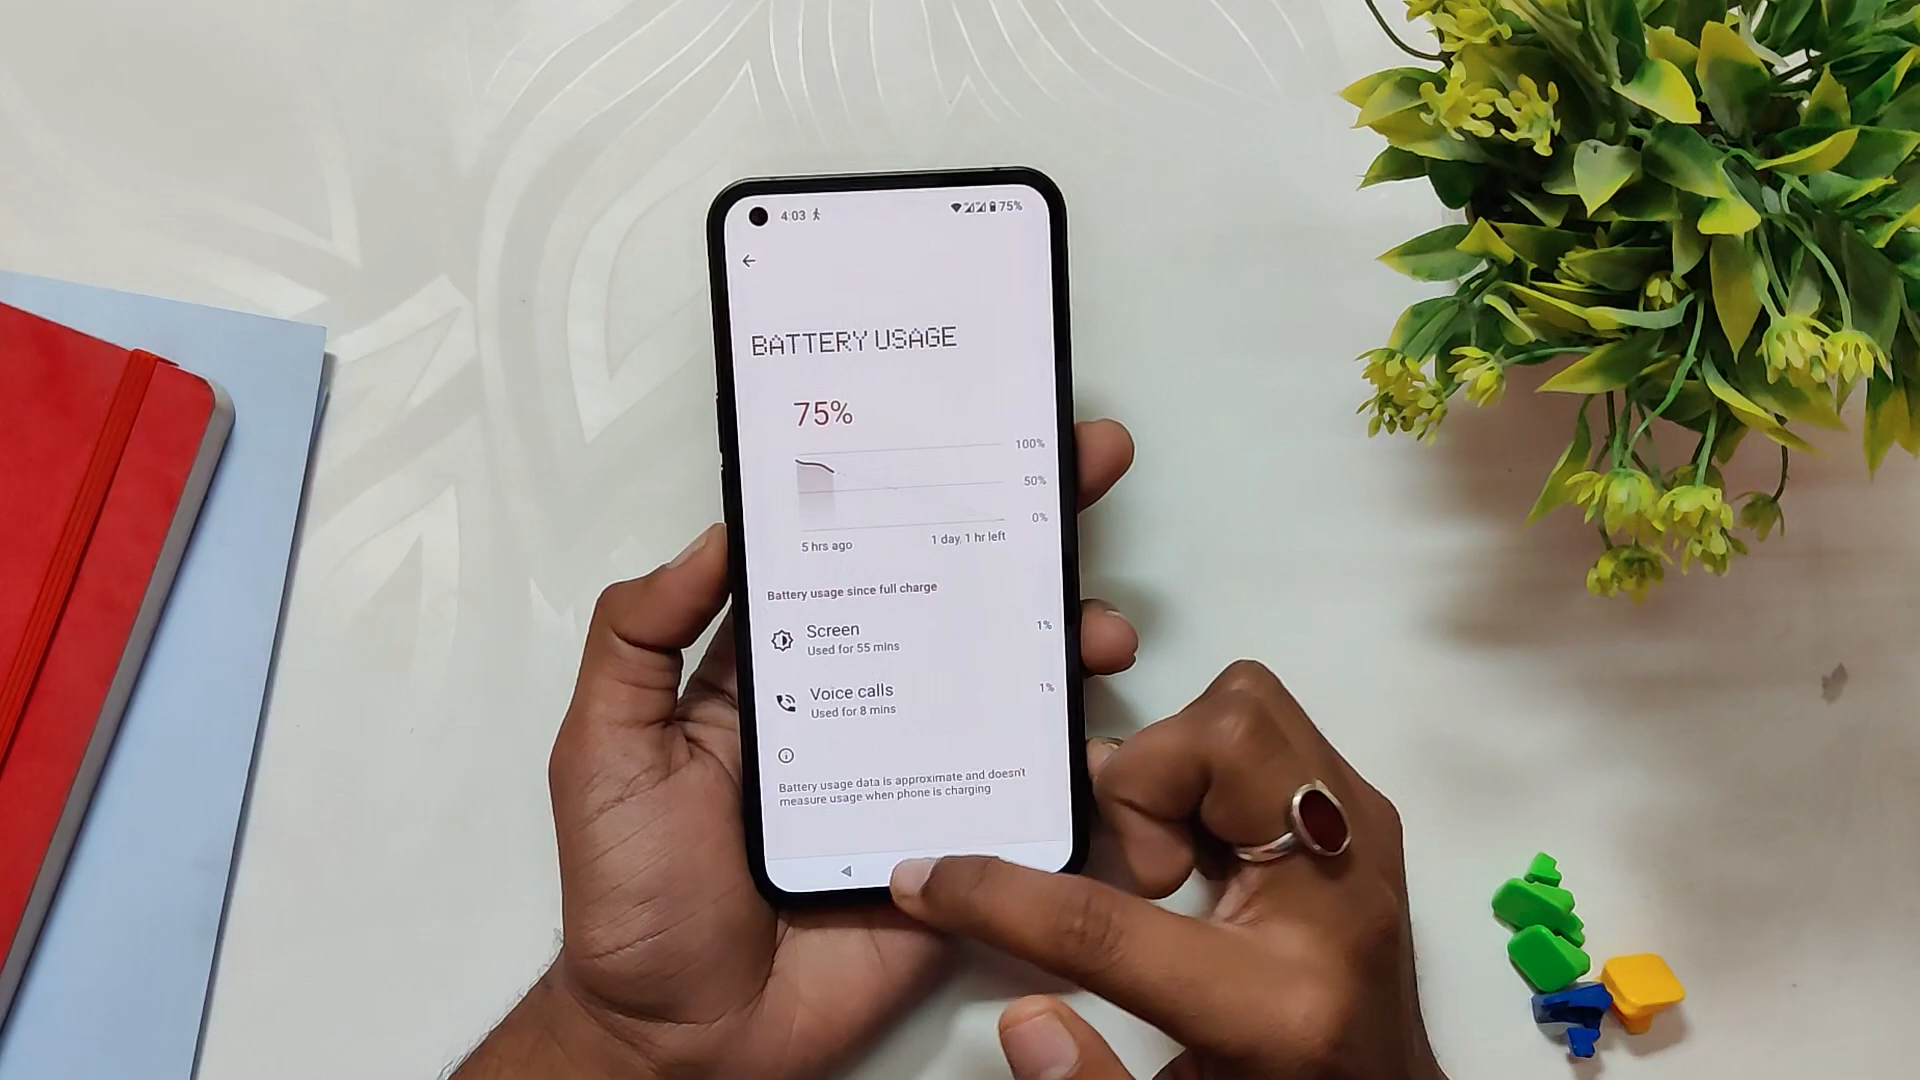 4:03 75%
BATTERY USAGE
75%
100%
50%
0%
5 hrs ago 1 day, 1 hr left
Battery usage since full charge
Screen 1%
Used for 55 mins
Voice calls 1%
Used for 8 mins
Battery usage data is approximate and doesn't
measure usage when phone is charging